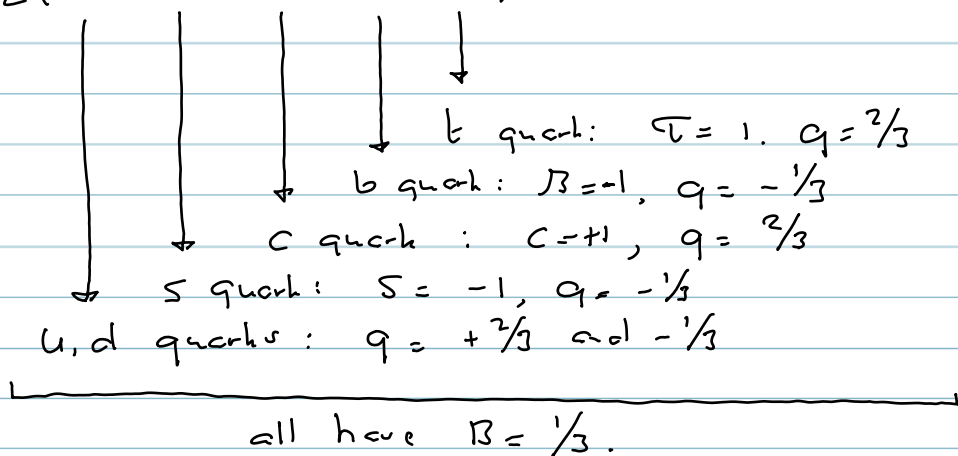 t quark: T = 1. q = 2/3
b quark: B = -1, q = - 1/3
c quark : C = +1, q = 2/3
s quark: S = -1, q = - 1/3
u, d quarks : q = + 2/3 and - 1/3
all have B = 1/3.